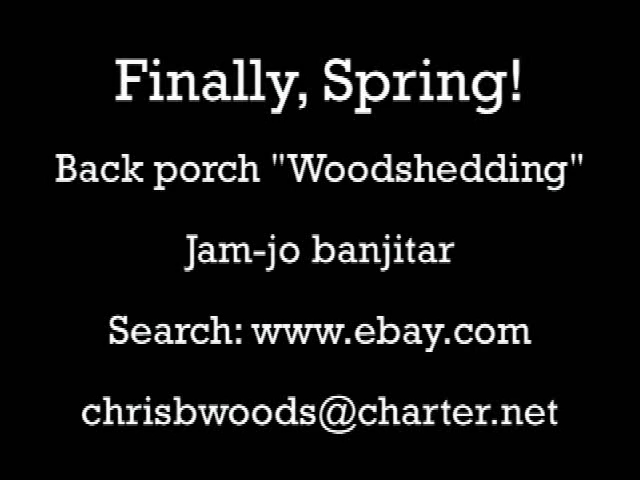 Finally, Spring!
Back porch "Woodshedding"
Jam-jo banjitar
Search: www.ebay.com
chrisbwoods@charter.net